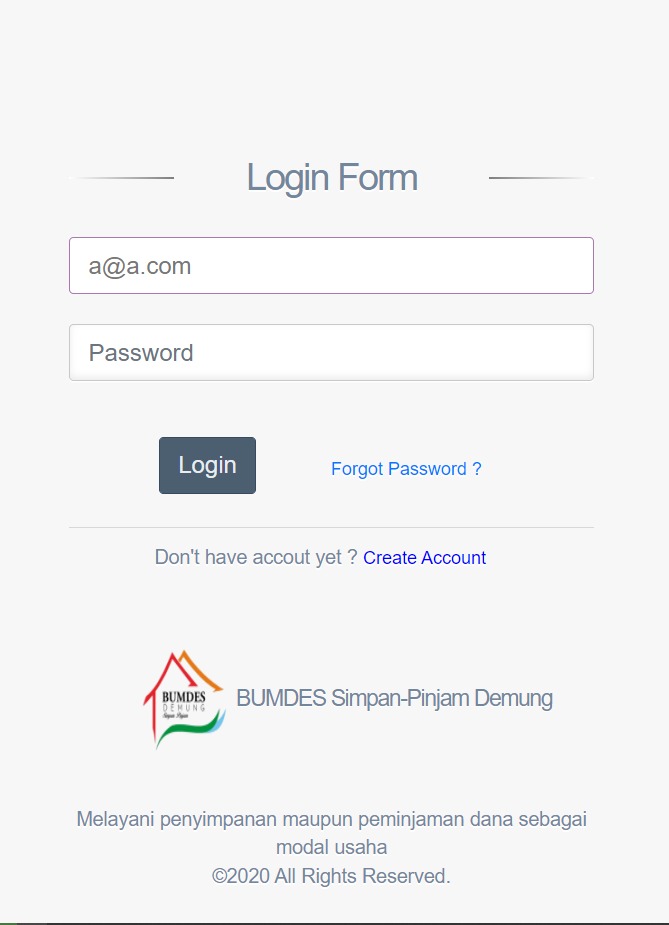 Login Form
a@a.com
Password
Login
Forgot Password ?
Don't have accout yet ? Create Account
BUMDES
DEMUNG
Simpan Pinjam
BUMDES Simpan-Pinjam Demung
Melayani penyimpanan maupun peminjaman dana sebagai
modal usaha
©2020 All Rights Reserved.